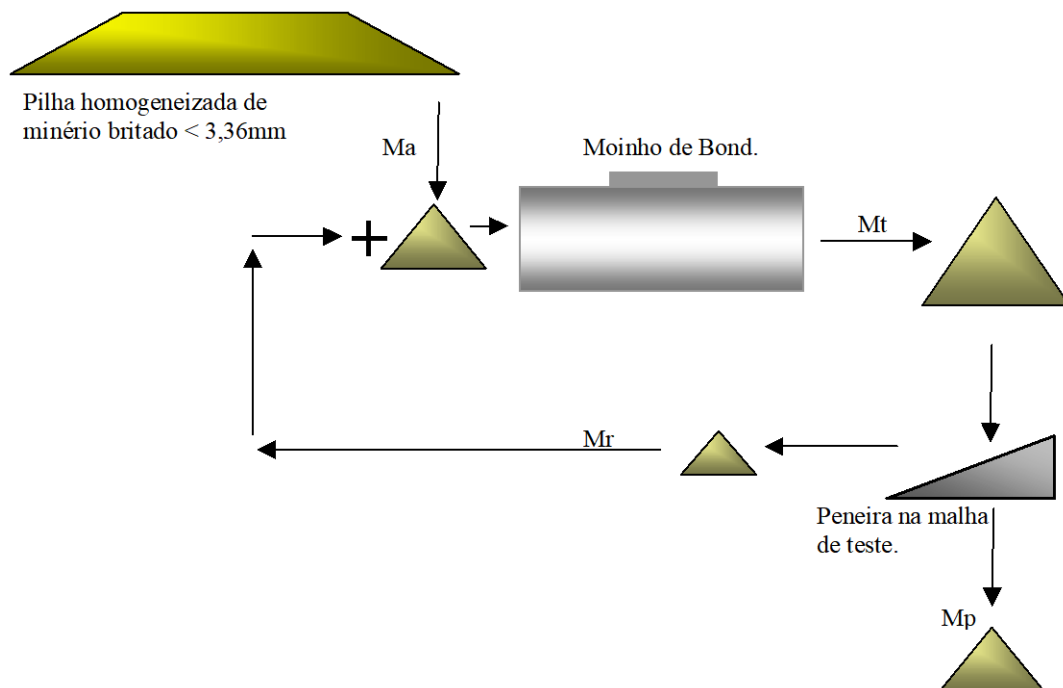 Pilha homogeneizada de
minério britado < 3,36mm
Ma
Moinho de Bond.
+
Mt
Mr
Peneira na malha
de teste.
Mp